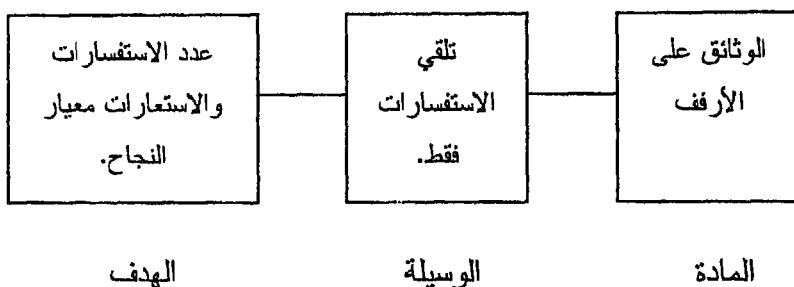 الوثائق على
الأرفف
تلقي
الاستفسارات
فقط.
عدد الاستفسارات
والاستعارات معيار
النجاح.
المادة
الوسيلة
الهدف